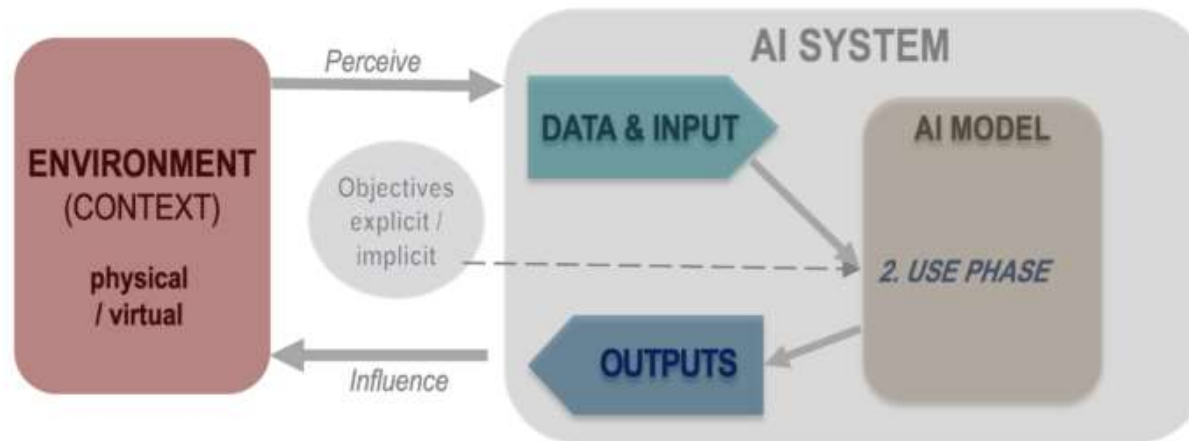 Perceive
AI SYSTEM
DATA & INPUT
AI MODEL
ENVIRONMENT
(CONTEXT)
physical
/ virtual
Objectives
explicit /
implicit
2. USE PHASE
OUTPUTS
Influence